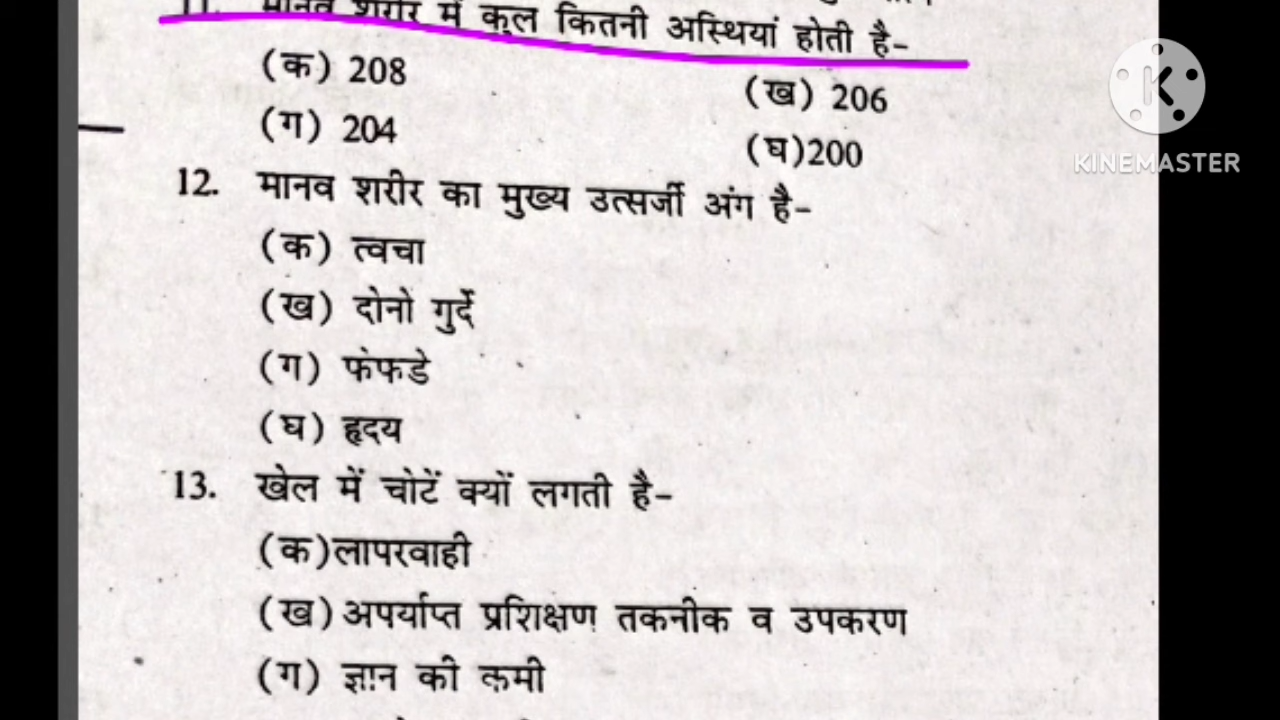 11. मानव शरीर में कुल कितनी अस्थियां होती है-
(क) 208
(ख) 206
(ग) 204
(घ)200
12. मानव शरीर का मुख्य उत्सर्जी अंग है-
(क) त्वचा
(ख) दोनो गुर्दे
(ग) फंफडे
(घ) हृदय
13. खेल में चोटें क्यों लगती है-
(क)लापरवाही
(ख)अपर्याप्त प्रशिक्षण तकनीक व उपकरण
(ग) ज्ञान की कमी
KINEMASTER